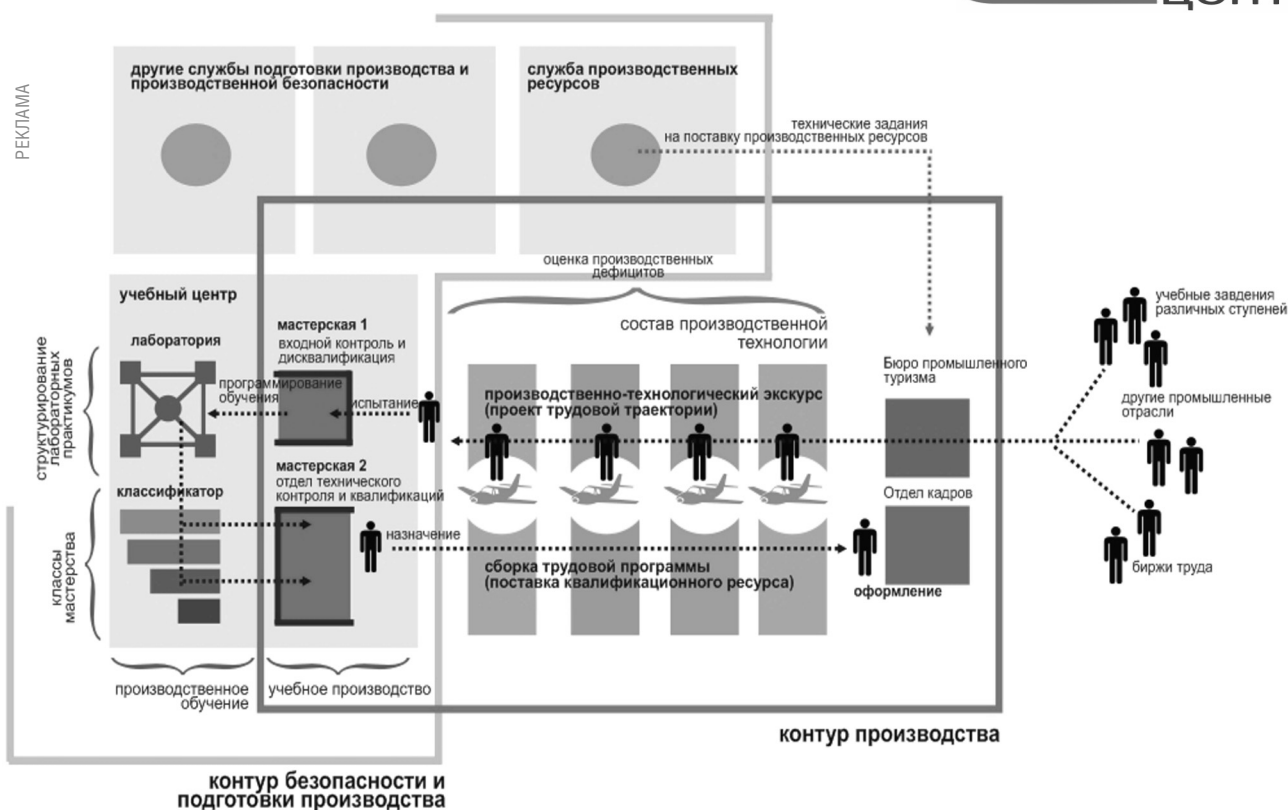 РЕКЛАМА
другие службы подготовки производства и
производственной безопасности
служба производственных
ресурсов
технические задания
на поставку производственных ресурсов
оценка производственных
дефицитов
учебный центр
лаборатория
мастерская 1
входной контроль и
дисквалификация
программирование
обучения
испытание
состав производственной
технологии
производственно-технологический экскурс
(проект трудовой траектории)
Бюро промышленного
туризма
учебные завдения
различных ступеней
другие промышленные
отрасли
биржи труда
структурирование
лабораторных
практикумов
классификатор
мастерская 2
отдел технического
контроля и квалификаций
назначение
Отдел кадров
сборка трудовой программы
(поставка квалификационного ресурса)
оформление
классы
мастерства
производственное
обучение
учебное производство
контур производства
контур безопасности и
подготовки производства